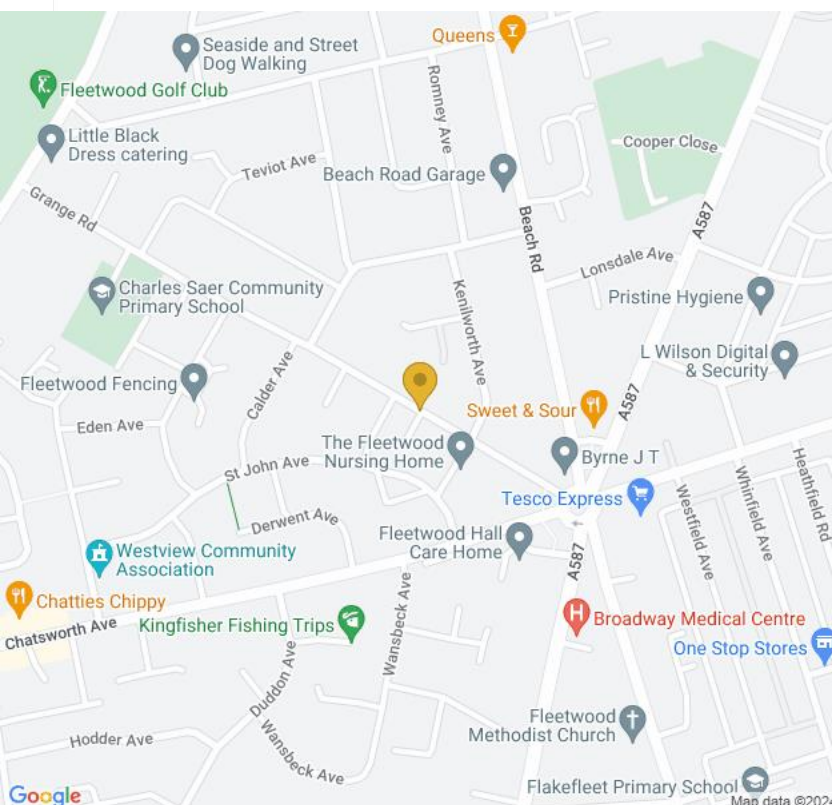 Queens
Seaside and Street
Dog Walking
Fleetwood Golf Club
Romney Ave
Little Black
Dress catering
Cooper Close
Teviot Ave
Beach Road Garage
Grange Rd
Beach Rd
A587
Lonsdale Ave
Charles Saer Community
Primary School
Kenilworth Ave
Pristine Hygiene
L Wilson Digital
& Security
Calder Ave
Fleetwood Fencing
Sweet & Sour
A587
Eden Ave
The Fleetwood
Nursing Home
Byrne J T
St John Ave
Heathfield Rd
Whinfield Ave
Westfield Ave
Tesco Express
Derwent Ave
Fleetwood Hall
Care Home
Westview Community
Association
A587
Chatties Chippy
Chatsworth Ave
Kingfisher Fishing Trips
Wansbeck Ave
Broadway Medical Centre
One Stop Stores
Duddon Ave
Fleetwood
Methodist Church
Hodder Ave
Wansbeck Ave
Flakefleet Primary School
Google
Map data ©2024